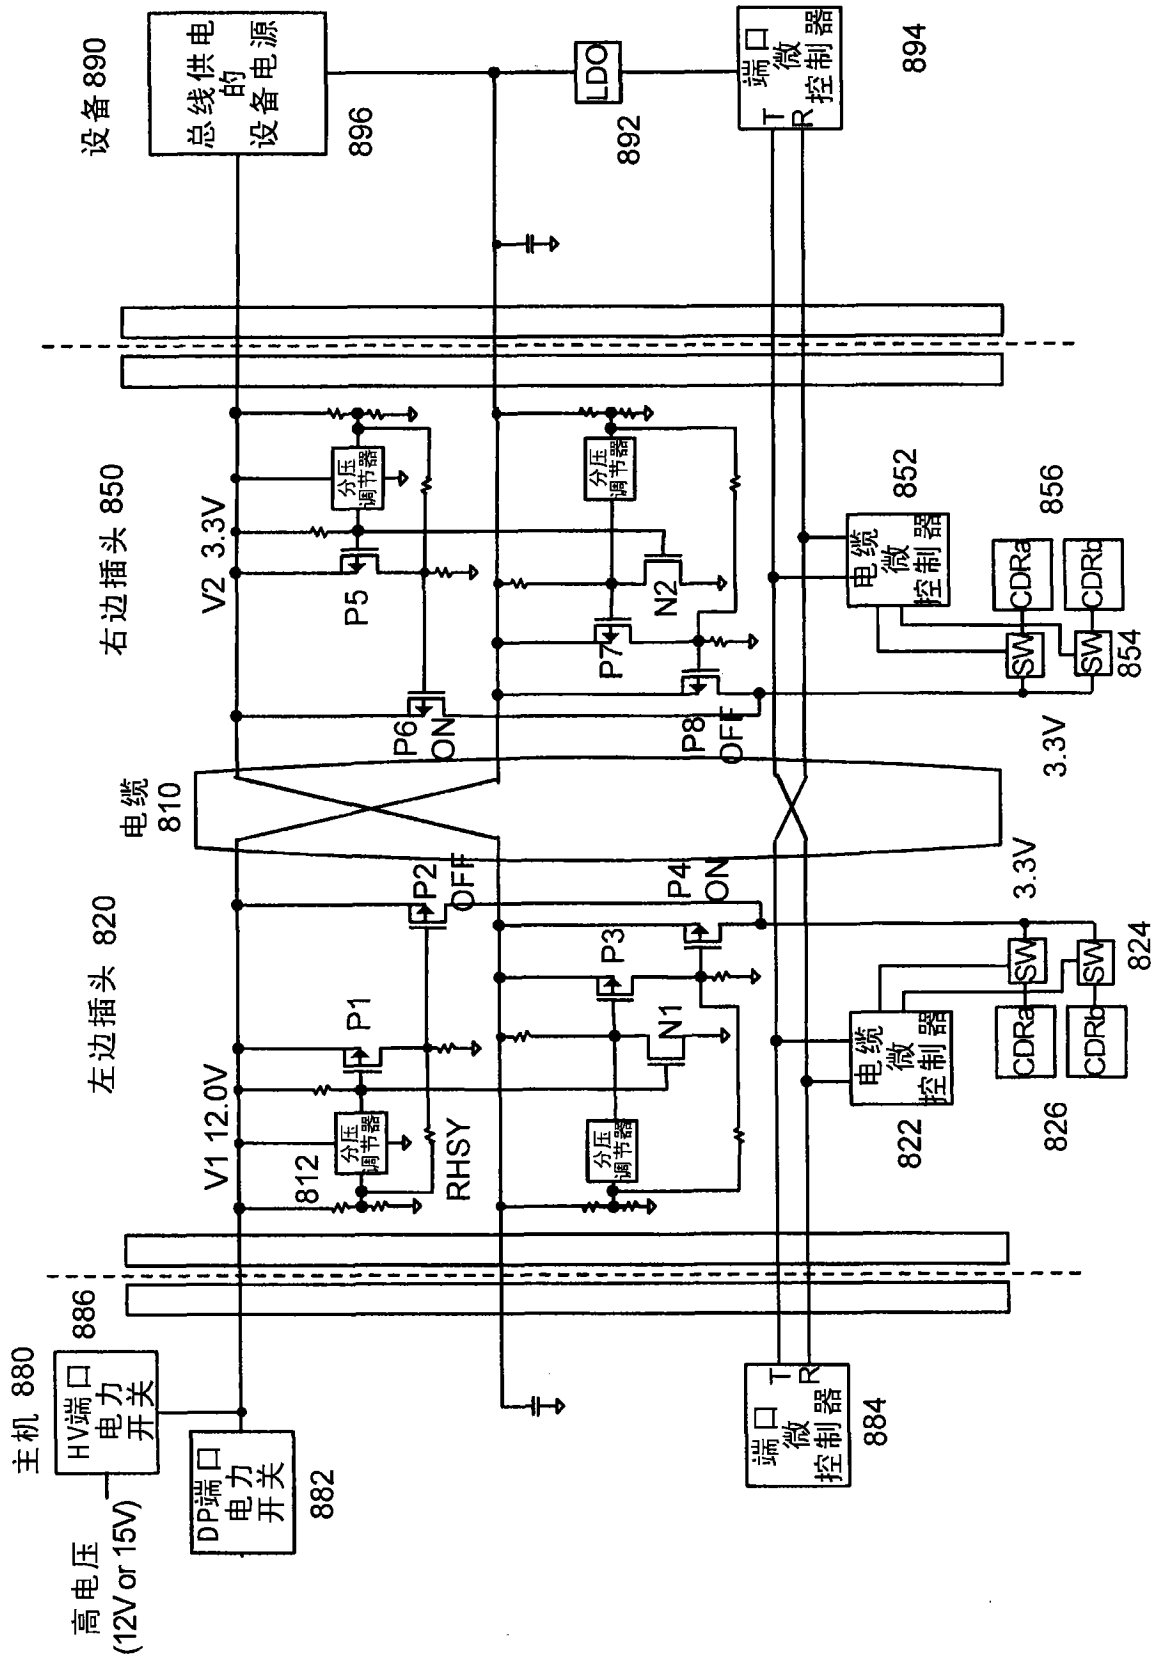 主机 880
高电压
(12V or 15V)
HV端口
电力
开关
886
DP端口
电力
开关
882
左边插头 820
V1 12.0V
812
分压
调节器
RHSY
P1
P2
OFF
分压
调节器
N1
P3
P4
ON
端口
微
控制器
T
R
884
电缆
微
控制器
822
SW
SW
824
CDRa
CDRb
826
3.3V
电缆
810
右边插头 850
V2 3.3V
P6
ON
P5
分压
调节器
P8
OFF
P7
N2
分压
调节器
电缆
微
控制器
852
SW
SW
854
CDRa
CDRb
856
3.3V
设备 890
总线供电
的
设备电源
896
LDO
892
端口
微
控制器
T
R
894